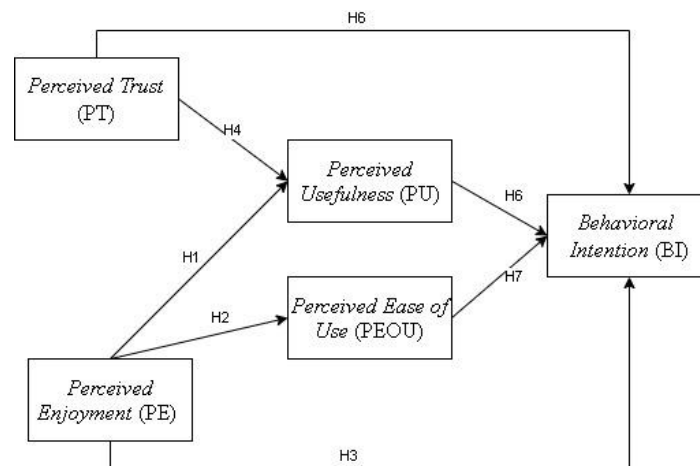 H6
Perceived Trust
(PT)
H4
Perceived
Usefulness (PU)
H6
Behavioral
Intention (BI)
H1
H7
Perceived Ease of
Use (PEOU)
H2
Perceived
Enjoyment (PE)
H3